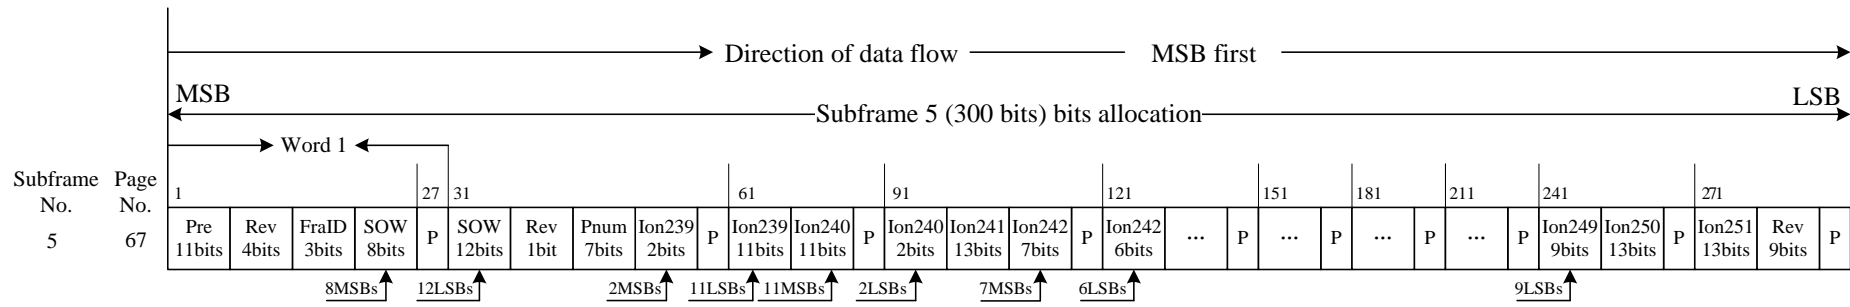 Direction of data flow MSB first
MSB LSB
Subframe 5 (300 bits) bits allocation
Word 1
Subframe No. Page No.
1 27 31 61 91 121 151 181 211 241 271
5 67
Pre 11bits
Rev 4bits
FraID 3bits
SOW 8bits
P
SOW 12bits
Rev 1bit
Pnum 7bits
Ion239 2bits
P
Ion239 11bits
Ion240 11bits
P
Ion240 2bits
Ion241 13bits
Ion242 7bits
P
Ion242 6bits
...
P
...
P
...
P
...
P
Ion249 9bits
Ion250 13bits
P
Ion251 13bits
Rev 9bits
P
8MSBs 12LSBs 2MSBs 11LSBs 11MSBs 2LSBs 7MSBs 6LSBs 9LSBs